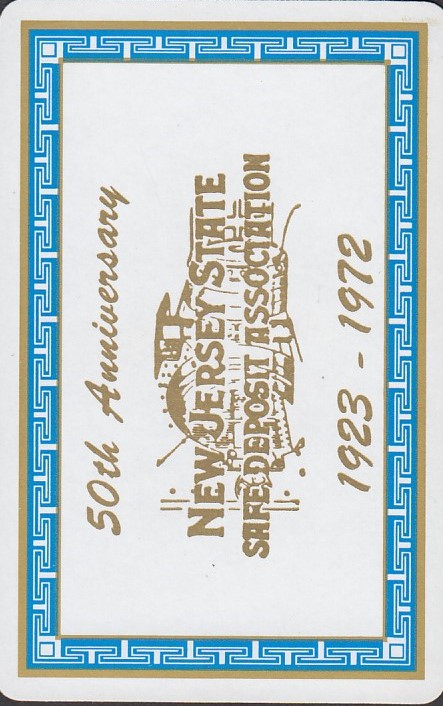 50th Anniversary
NEW JERSEY STATE
SAFE DEPOSIT ASSOCIATION
1923 - 1972